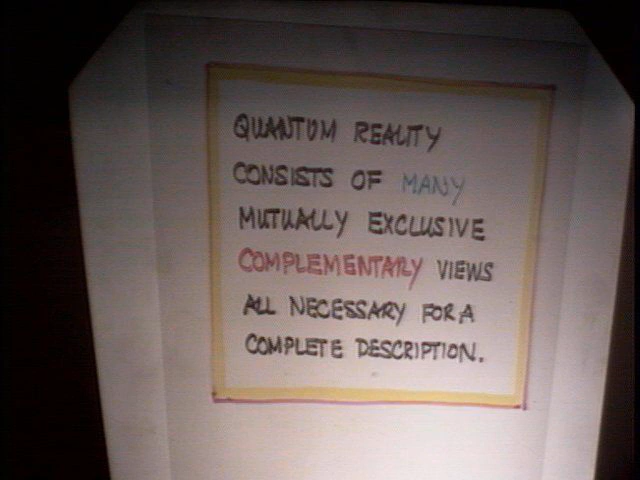 QUANTUM REALITY
CONSISTS OF MANY
MUTUALLY EXCLUSIVE
COMPLEMENTARY VIEWS
ALL NECESSARY FOR A
COMPLETE DESCRIPTION.